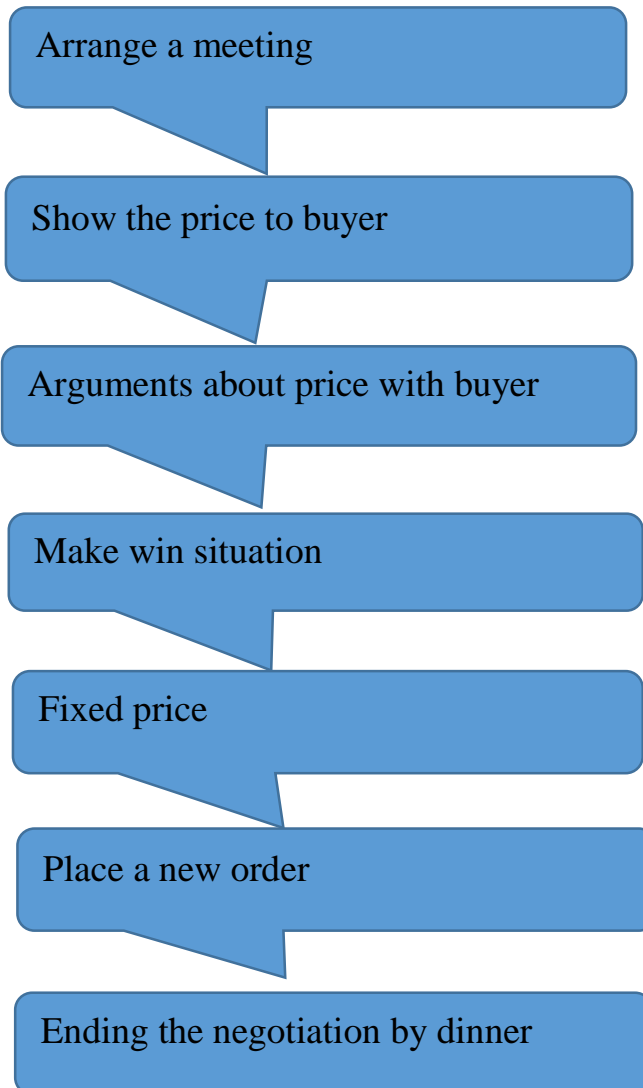 Arrange a meeting
Show the price to buyer
Arguments about price with buyer
Make win situation
Fixed price
Place a new order
Ending the negotiation by dinner